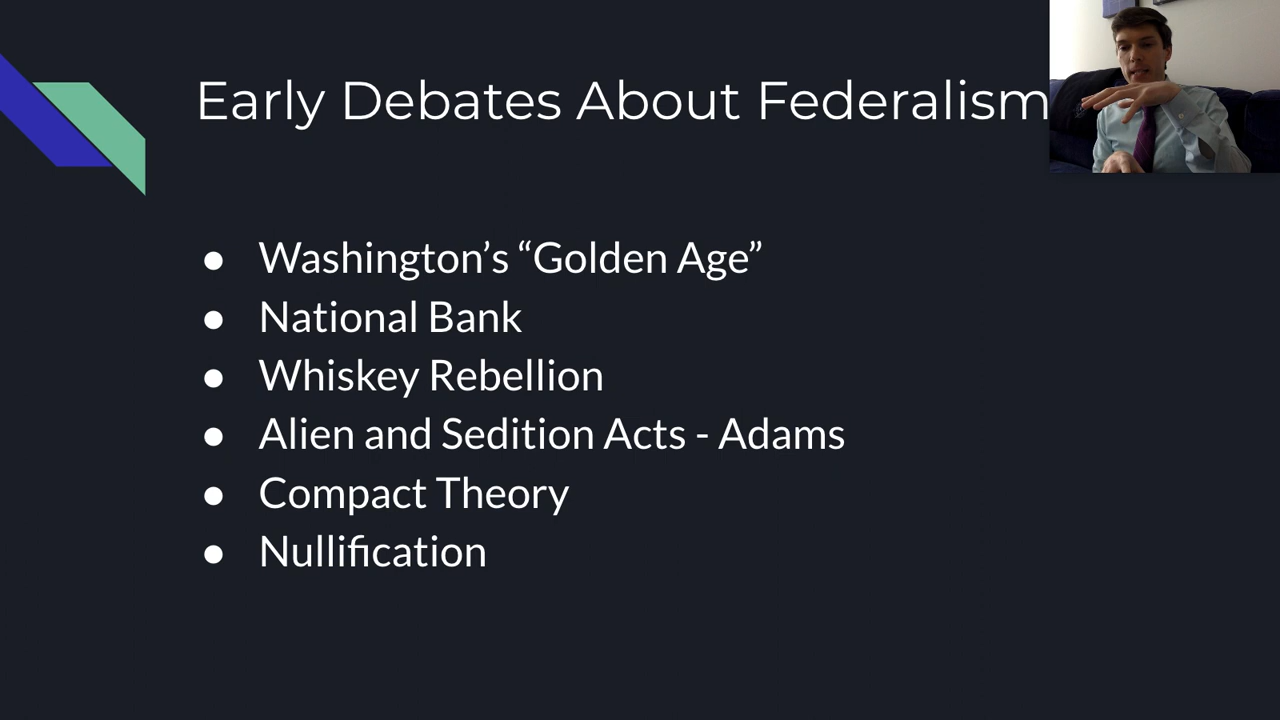 Early Debates About Federalism
● Washington’s “Golden Age”
● National Bank
● Whiskey Rebellion
● Alien and Sedition Acts - Adams
● Compact Theory
● Nullification